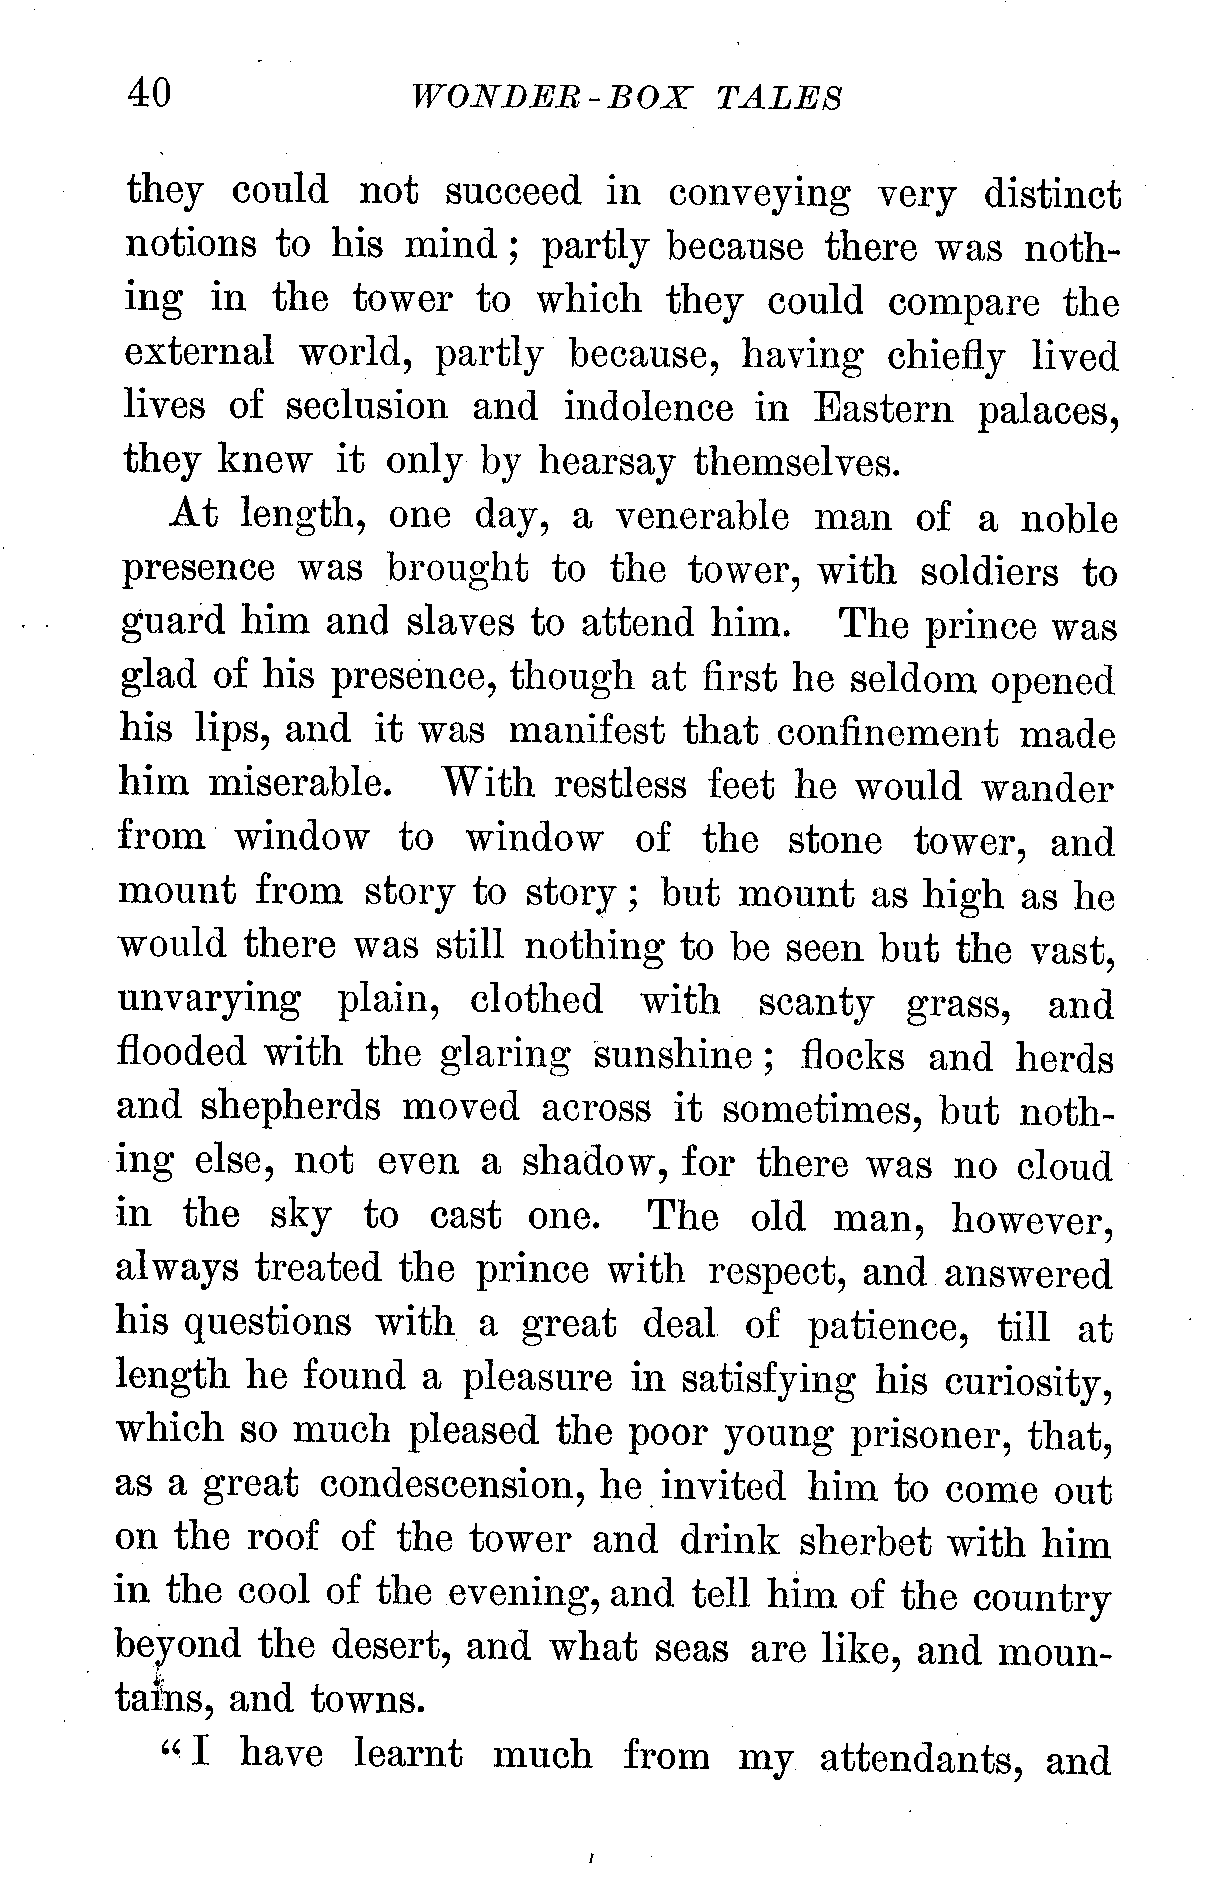 40 WONDER-BOX TALES
they could not succeed in conveying very distinct
notions to his mind; partly because there was noth-
ing in the tower to which they could compare the
external world, partly because, having chiefly lived
lives of seclusion and indolence in Eastern palaces,
they knew it only by hearsay themselves.
At length, one day, a venerable man of a noble
presence was brought to the tower, with soldiers to
guard him and slaves to attend him. The prince was
glad of his presence, though at first he seldom opened
his lips, and it was manifest that confinement made
him miserable. With restless feet he would wander
from window to window of the stone tower, and
mount from story to story; but mount as high as he
would there was still nothing to be seen but the vast,
unvarying plain, clothed with scanty grass, and
flooded with the glaring sunshine; flocks and herds
and shepherds moved across it sometimes, but noth-
ing else, not even a shadow, for there was no cloud
in the sky to cast one. The old man, however,
always treated the prince with respect, and answered
his questions with a great deal of patience, till at
length he found a pleasure in satisfying his curiosity,
which so much pleased the poor young prisoner, that,
as a great condescension, he invited him to come out
on the roof of the tower and drink sherbet with him
in the cool of the evening, and tell him of the country
beyond the desert, and what seas are like, and moun-
tains, and towns.
"I have learnt much from my attendants, and